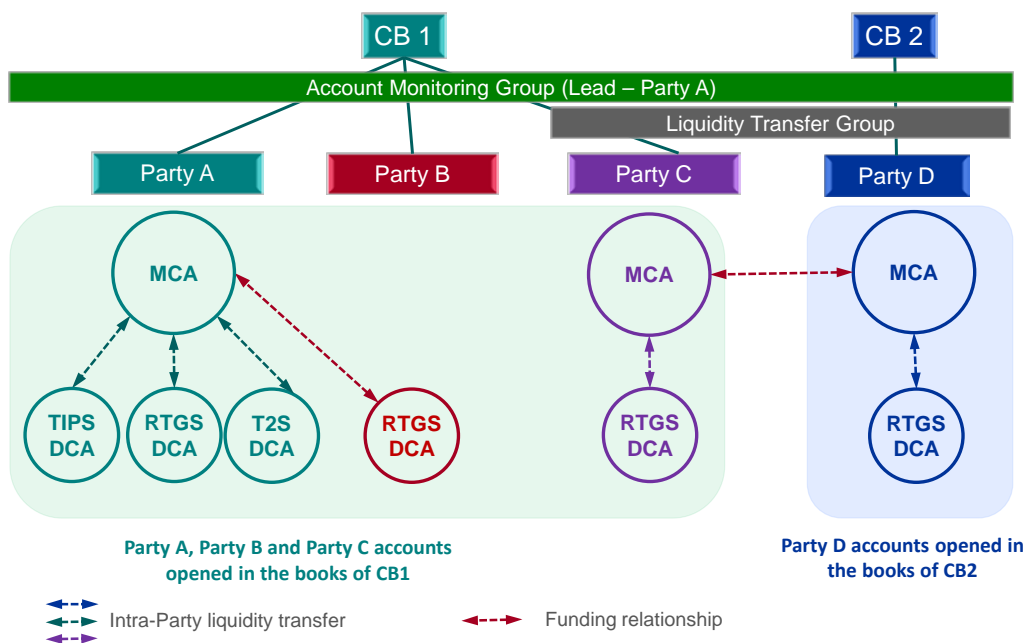 CB 1
CB 2
Account Monitoring Group (Lead – Party A)
Liquidity Transfer Group
Party A
Party B
Party C
Party D
MCA
MCA
MCA
TIPS
DCA
RTGS
DCA
T2S
DCA
RTGS
DCA
RTGS
DCA
RTGS
DCA
Party A, Party B and Party C accounts
opened in the books of CB1
Party D accounts opened in
the books of CB2
Intra-Party liquidity transfer
Funding relationship